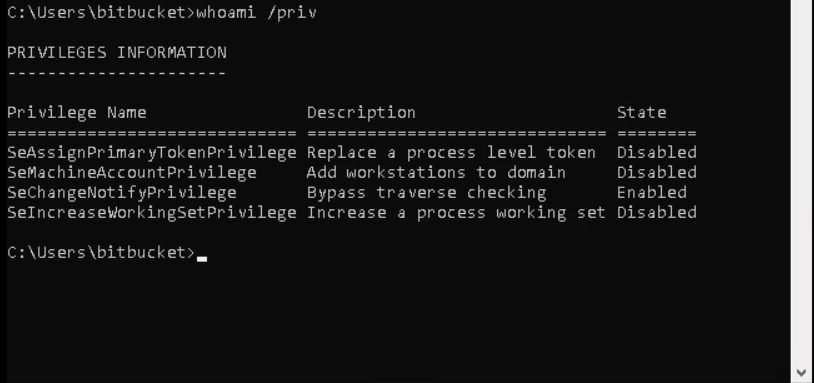 C:\Users\bitbucket>whoami /priv
PRIVILEGES INFORMATION
----------------------
Privilege Name                Description                    State
============================= ============================== ========
SeAssignPrimaryTokenPrivilege Replace a process level token  Disabled
SeMachineAccountPrivilege     Add workstations to domain     Disabled
SeChangeNotifyPrivilege       Bypass traverse checking       Enabled
SeIncreaseWorkingSetPrivilege Increase a process working set Disabled
C:\Users\bitbucket>